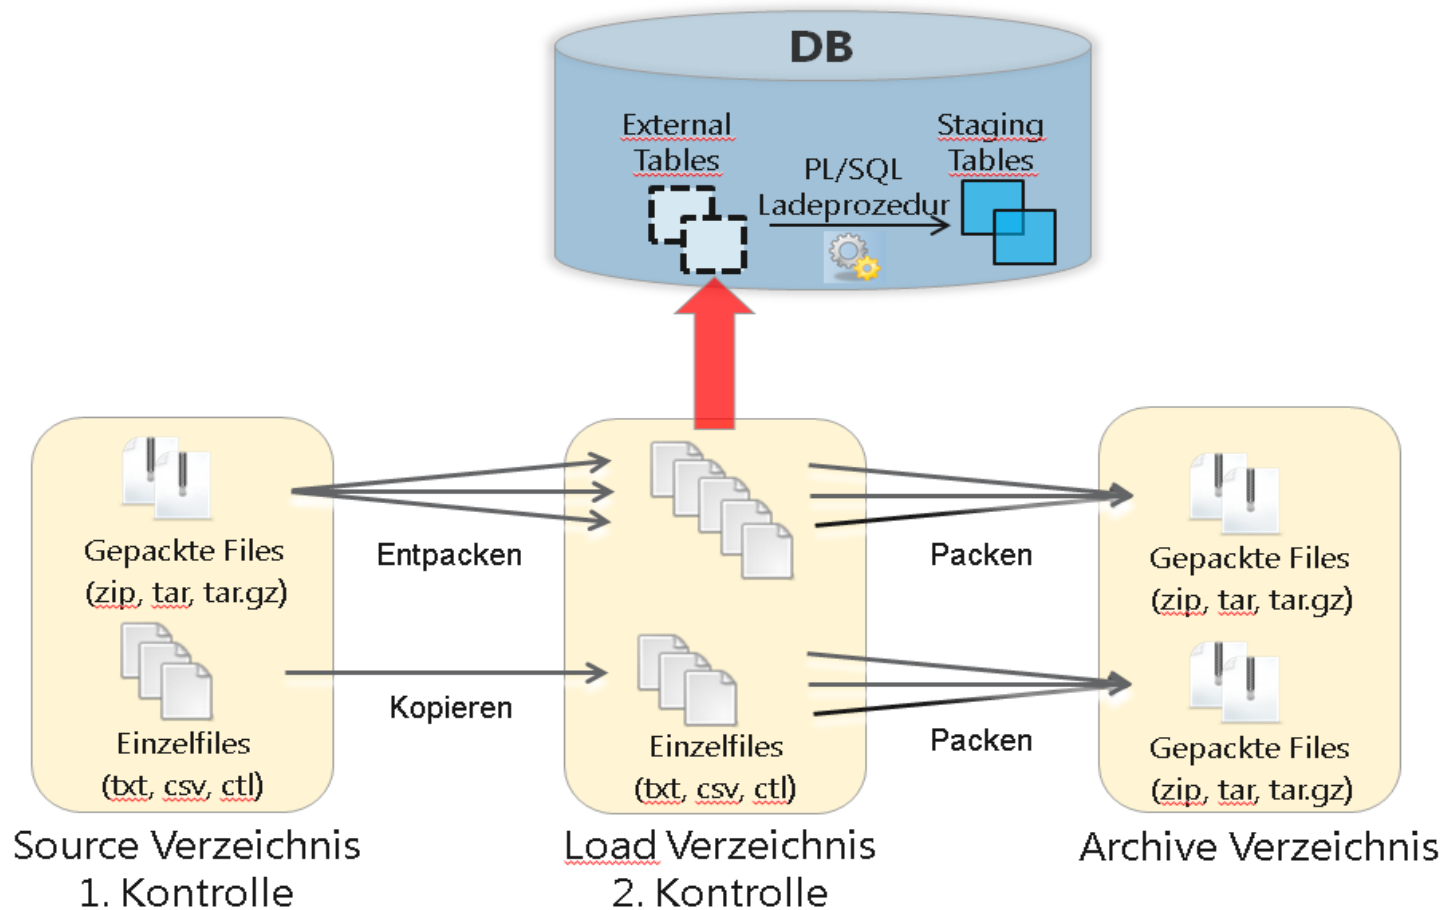 DB
External
Tables
PL/SQL
Ladeprozedur
Staging
Tables
Gepackte Files
(zip, tar, tar.gz)
Entpacken
Einzelfiles
(txt, csv, ctl)
Kopieren
Source Verzeichnis
1. Kontrolle
Einzelfiles
(txt, csv, ctl)
Load Verzeichnis
2. Kontrolle
Packen
Packen
Gepackte Files
(zip, tar, tar.gz)
Gepackte Files
(zip, tar, tar.gz)
Archive Verzeichnis